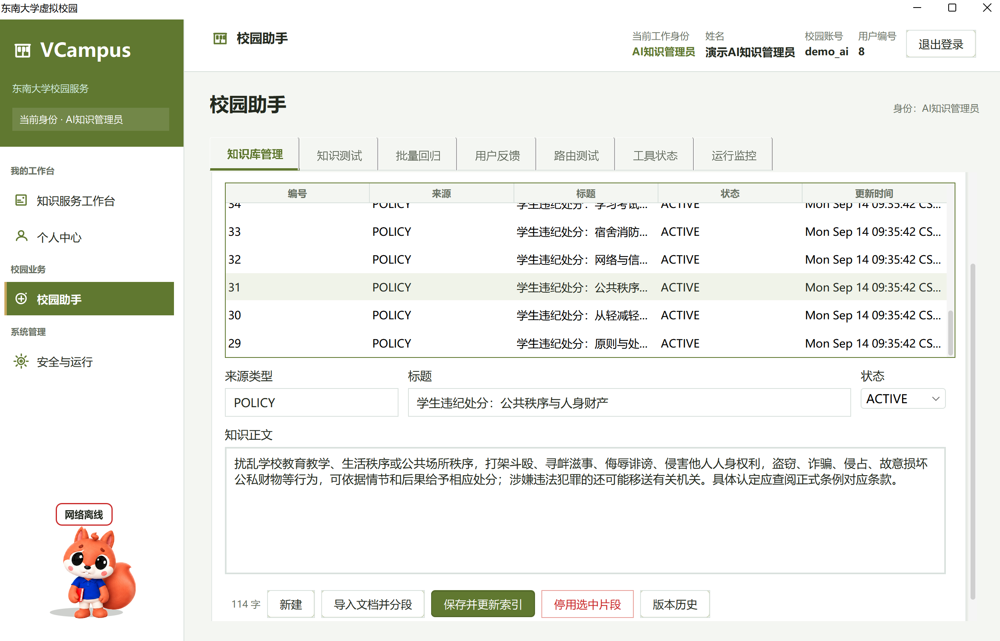 东南大学虚拟校园
VCampus
东南大学校园服务
当前身份 · AI知识管理员
我的工作台
知识服务工作台
个人中心
校园业务
校园助手
系统管理
安全与运行
网络离线
校园助手
当前工作身份 姓名 校园账号 用户编号
AI知识管理员 演示AI知识管理员 demo_ai 8
退出登录
校园助手
身份：AI知识管理员
知识库管理 知识测试 批量回归 用户反馈 路由测试 工具状态 运行监控
编号 来源 标题 状态 更新时间
34 POLICY 学生违纪处分：学习考试... ACTIVE Mon Sep 14 09:35:42 CS...
33 POLICY 学生违纪处分：宿舍消防... ACTIVE Mon Sep 14 09:35:42 CS...
32 POLICY 学生违纪处分：网络与信... ACTIVE Mon Sep 14 09:35:42 CS...
31 POLICY 学生违纪处分：公共秩序... ACTIVE Mon Sep 14 09:35:42 CS...
30 POLICY 学生违纪处分：从轻减轻... ACTIVE Mon Sep 14 09:35:42 CS...
29 POLICY 学生违纪处分：原则与处... ACTIVE Mon Sep 14 09:35:42 CS...
来源类型 标题 状态
POLICY 学生违纪处分：公共秩序与人身财产 ACTIVE
知识正文
扰乱学校教育教学、生活秩序或公共场所秩序，打架斗殴、寻衅滋事、侮辱诽谤、侵害他人人身权利，盗窃、诈骗、侵占、故意损坏
公私财物等行为，可依据情节和后果给予相应处分；涉嫌违法犯罪的还可能移送有关机关。具体认定应查阅正式条例对应条款。
114 字 新建 导入文档并分段 保存并更新索引 停用选中片段 版本历史